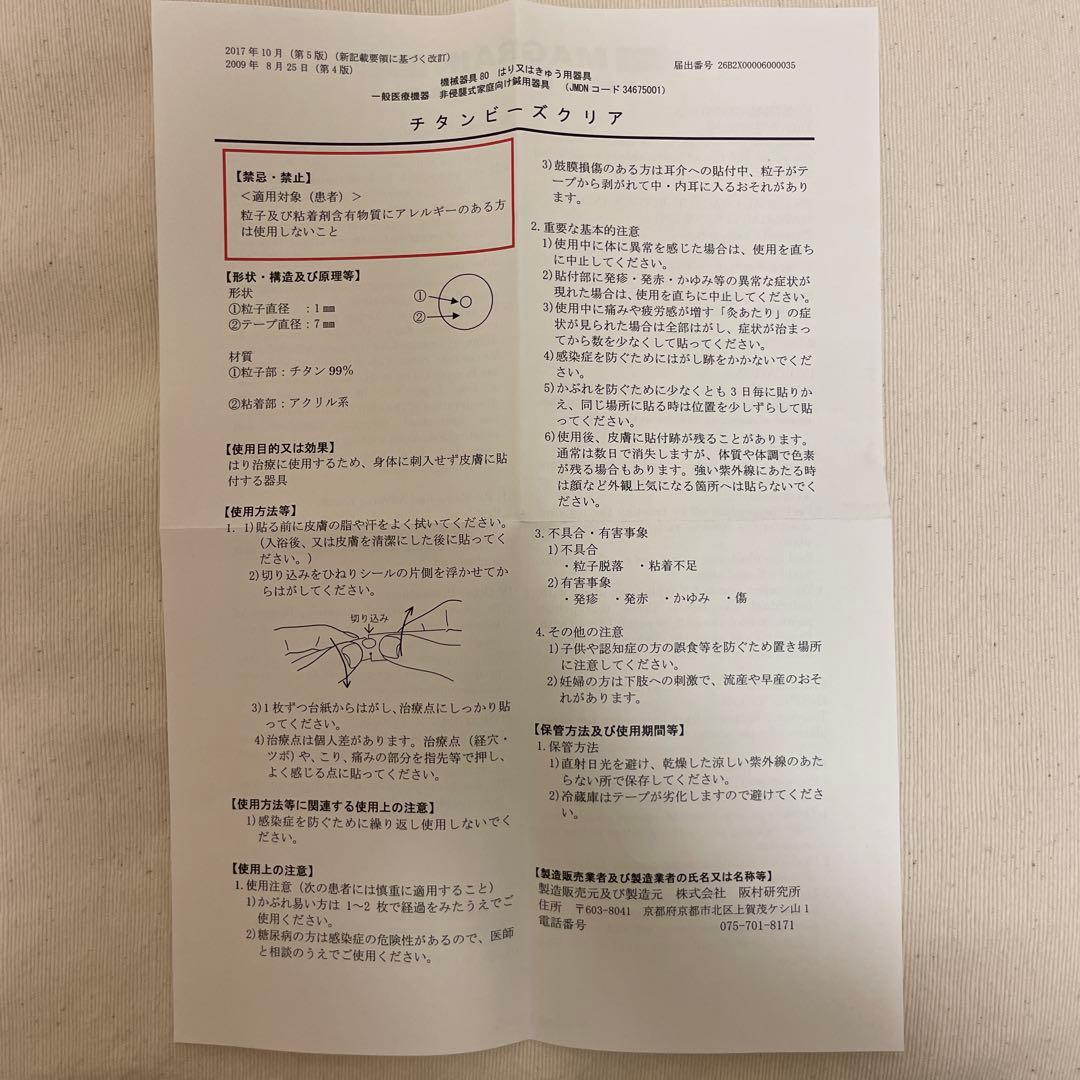 2017年10月（第5版）（新記載要領に基づく改訂）
2009年 8月25日（第4版）
届出番号 26B2X00006000035
機械器具80 はり又はきゅう用器具
一般医療機器 非侵襲式家庭向け鍼用器具 （JMDNコード34675001）
チタンビーズクリア
【禁忌・禁止】
＜適用対象（患者）＞
粒子及び粘着剤含有物質にアレルギーのある方
は使用しないこと
【形状・構造及び原理等】
形状
①粒子直径 ：1㎜
②テープ直径：7㎜
①
②
材質
①粒子部：チタン99％
②粘着部：アクリル系
【使用目的又は効果】
はり治療に使用するため、身体に刺入せず皮膚に貼
付する器具
【使用方法等】
1. 1)貼る前に皮膚の脂や汗をよく拭いてください。
(入浴後、又は皮膚を清潔にした後に貼ってく
ださい。)
2)切り込みをひねりシールの片側を浮かせてか
らはがしてください。
切り込み
3)1枚ずつ台紙からはがし、治療点にしっかり貼
ってください。
4)治療点は個人差があります。治療点（経穴・
ツボ）や、こり、痛みの部分を指先等で押し、
よく感じる点に貼ってください。
【使用方法等に関連する使用上の注意】
1)感染症を防ぐために繰り返し使用しないでく
ださい。
【使用上の注意】
1.使用注意（次の患者には慎重に適用すること）
1)かぶれ易い方は 1～2 枚で経過をみたうえでご
使用ください。
2)糖尿病の方は感染症の危険性があるので、医師
と相談のうえでご使用ください。
3)鼓膜損傷のある方は耳介への貼付中、粒子がテ
ープから剥がれて中・内耳に入るおそれがあり
ます。
2.重要な基本的注意
1)使用中に体に異常を感じた場合は、使用を直ち
に中止してください。
2)貼付部に発疹・発赤・かゆみ等の異常な症状が
現れた場合は、使用を直ちに中止してください。
3)使用中に痛みや疲労感が増す「灸あたり」の症
状が見られた場合は全部はがし、症状が治まっ
てから数を少なくして貼ってください。
4)感染症を防ぐためにはがし跡をかかないでくだ
さい。
5)かぶれを防ぐために少なくとも 3 日毎に貼りか
え、同じ場所に貼る時は位置を少しずらして貼
ってください。
6)使用後、皮膚に貼付跡が残ることがあります。
通常は数日で消失しますが、体質や体調で色素
が残る場合もあります。強い紫外線にあたる時
は顔など外観上気になる箇所へは貼らないでく
ださい。
3.不具合・有害事象
1)不具合
・粒子脱落 ・粘着不足
2)有害事象
・発疹 ・発赤 ・かゆみ ・傷
4.その他の注意
1)子供や認知症の方の誤食等を防ぐため置き場所
に注意してください。
2)妊婦の方は下肢への刺激で、流産や早産のおそ
れがあります。
【保管方法及び使用期間等】
1.保管方法
1)直射日光を避け、乾燥した涼しい紫外線のあた
らない所で保存してください。
2)冷蔵庫はテープが劣化しますので避けてくださ
い。
【製造販売業者及び製造業者の氏名又は名称等】
製造販売元及び製造元 株式会社 阪村研究所
住所 〒603-8041 京都府京都市北区上賀茂ケシ山1
電話番号 075-701-8171